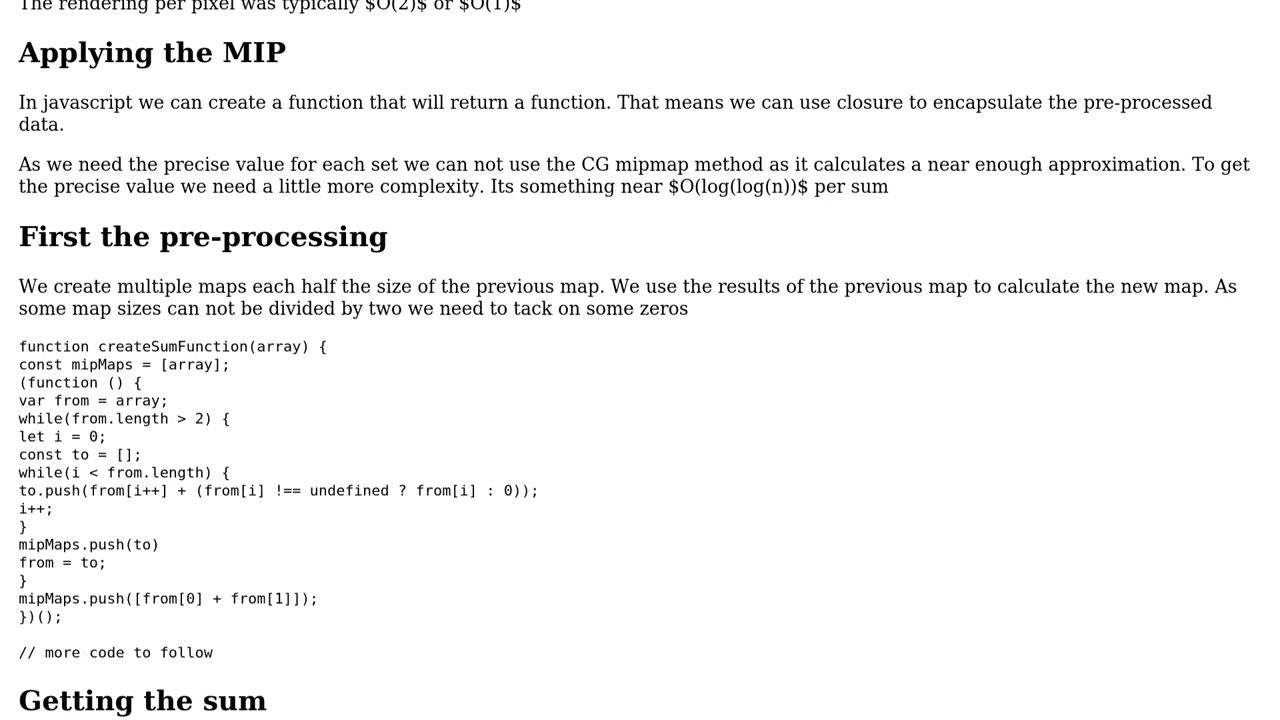 The rendering per pixel was typically $O(2)$ or $O(1)$
Applying the MIP
In javascript we can create a function that will return a function. That means we can use closure to encapsulate the pre-processed
data.
As we need the precise value for each set we can not use the CG mipmap method as it calculates a near enough approximation. To get
the precise value we need a little more complexity. Its something near $O(log(log(n))$ per sum
First the pre-processing
We create multiple maps each half the size of the previous map. We use the results of the previous map to calculate the new map. As
some map sizes can not be divided by two we need to tack on some zeros
function createSumFunction(array) {
const mipMaps = [array];
(function () {
var from = array;
while(from.length > 2) {
let i = 0;
const to = [];
while(i < from.length) {
to.push(from[i++] + (from[i] !== undefined ? from[i] : 0));
i++;
}
mipMaps.push(to)
from = to;
}
mipMaps.push([from[0] + from[1]]);
})();
// more code to follow
Getting the sum